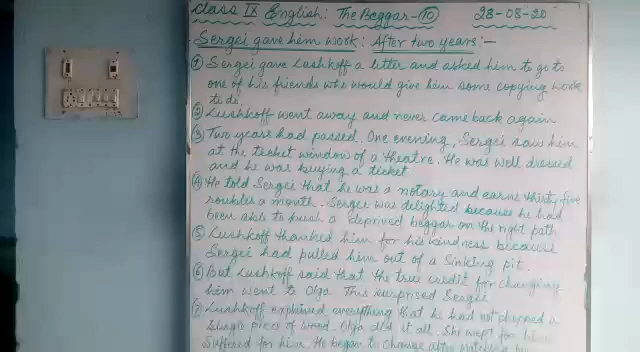 Class IX English: The Beggar-10 28-08-20
Sergei gave him work: After two years:-
① Sergei gave Lushkoff a letter and asked him to go to
one of his friends who would give him some copying work
to do.
② Lushkoff went away and never came back again
③ Two years had passed. One evening, Sergei saw him
at the ticket window of a theatre. He was well dressed
and he was buying a ticket
④ He told Sergei that he was a notary and earns thirty five
roubles a month. Sergei was delighted because he had
been able to push a deprived beggar on the right path
⑤ Lushkoff thanked him for his kindness because
Sergei had pulled him out of a sinking pit.
⑥ But Lushkoff said that the true credit for changing
him went to Olga. This surprised Sergei
⑦ Lushkoff explained everything that he had not chopped a
single piece of wood. Olga did it all. She wept for him
suffered for him. He began to change after